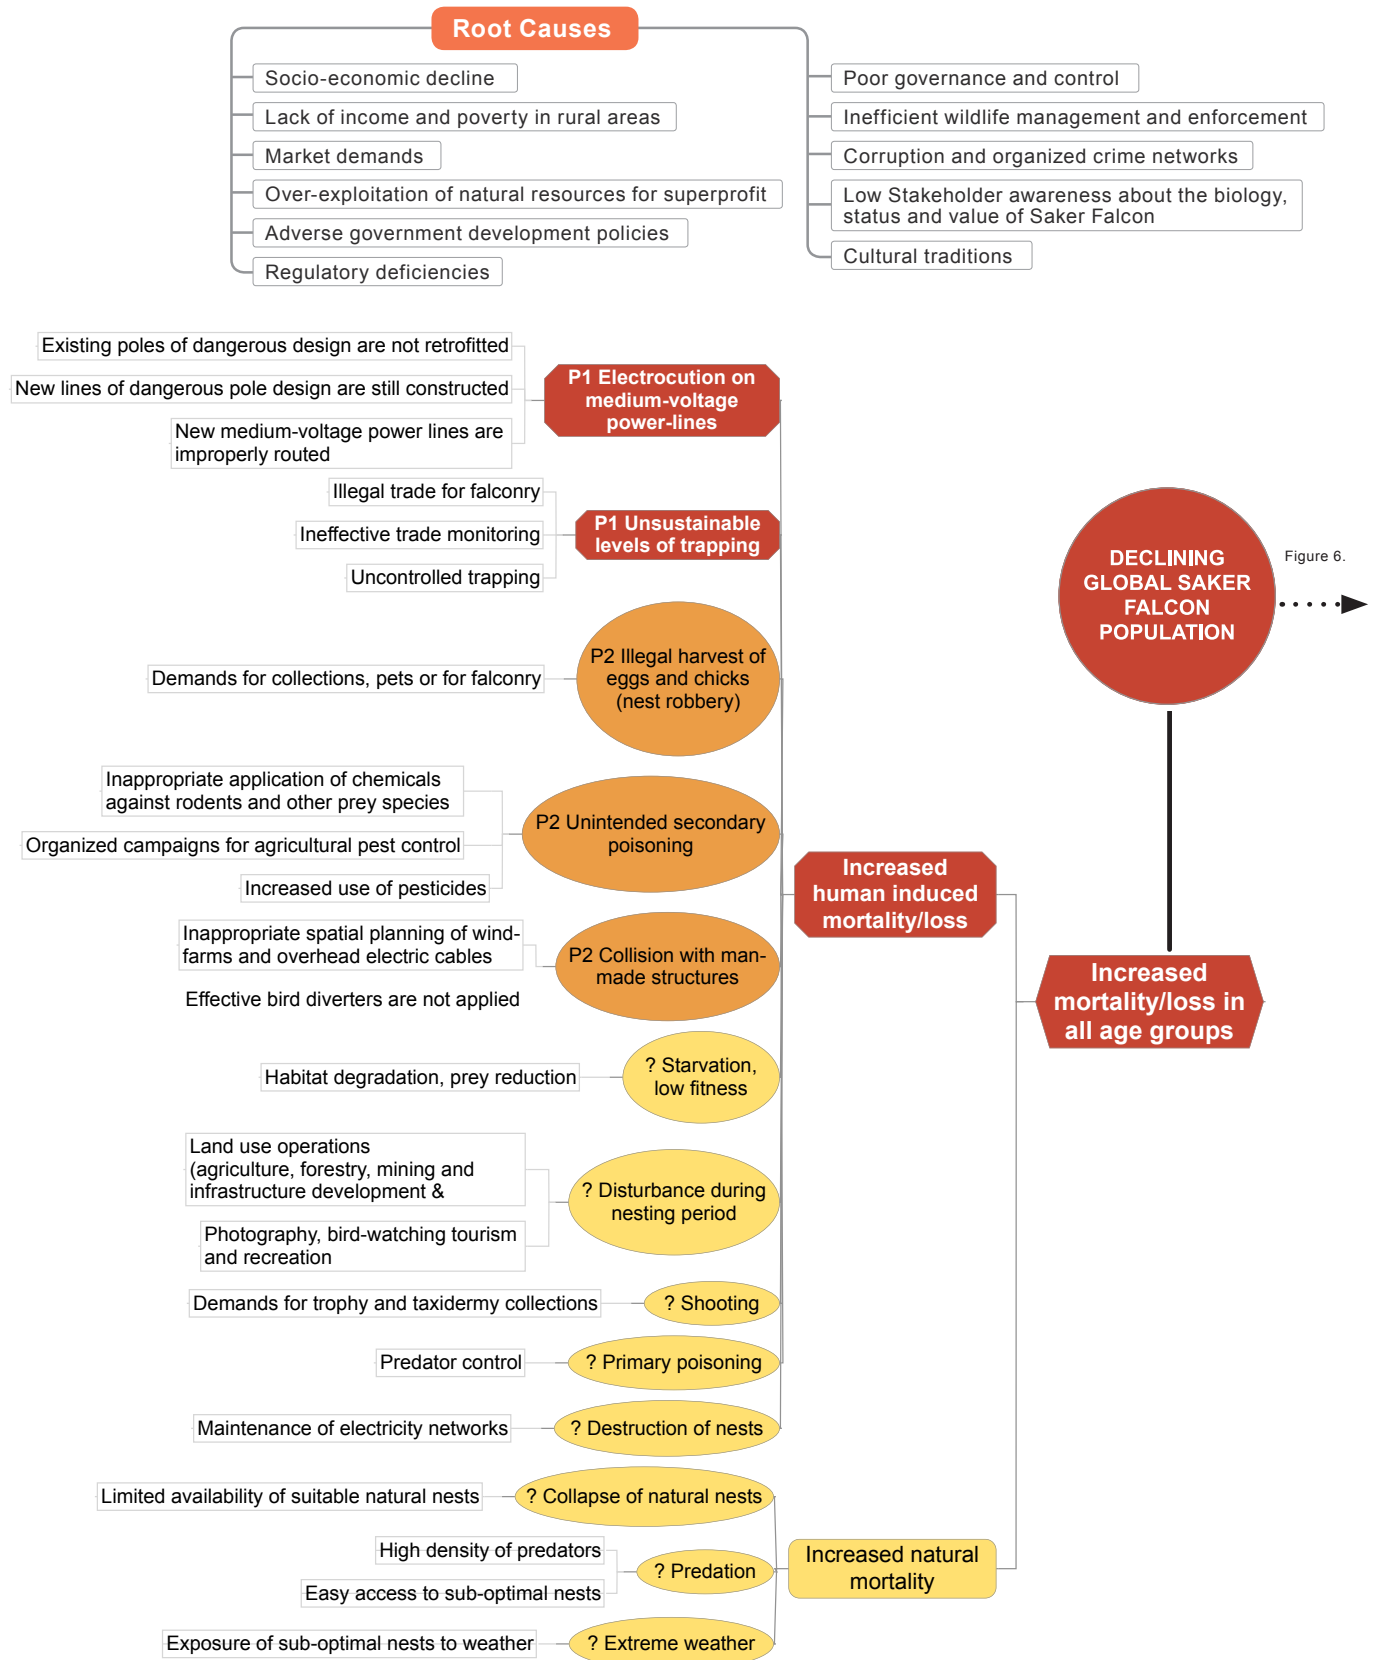 Root Causes
Socio-economic decline
Lack of income and poverty in rural areas
Market demands
Over-exploitation of natural resources for superprofit
Adverse government development policies
Regulatory deficiencies
Poor governance and control
Inefficient wildlife management and enforcement
Corruption and organized crime networks
Low Stakeholder awareness about the biology,
status and value of Saker Falcon
Cultural traditions
Existing poles of dangerous design are not retrofitted
New lines of dangerous pole design are still constructed
New medium-voltage power lines are
improperly routed
P1 Electrocution on
medium-voltage
power-lines
Illegal trade for falconry
Ineffective trade monitoring
Uncontrolled trapping
P1 Unsustainable
levels of trapping
Demands for collections, pets or for falconry
P2 Illegal harvest of
eggs and chicks
(nest robbery)
Inappropriate application of chemicals
against rodents and other prey species
Organized campaigns for agricultural pest control
Increased use of pesticides
P2 Unintended secondary
poisoning
Inappropriate spatial planning of wind-
farms and overhead electric cables
Effective bird diverters are not applied
P2 Collision with man-
made structures
Habitat degradation, prey reduction
? Starvation,
low fitness
Land use operations
(agriculture, forestry, mining and
infrastructure development &
Photography, bird-watching tourism
and recreation
? Disturbance during
nesting period
Demands for trophy and taxidermy collections
? Shooting
Predator control
? Primary poisoning
Maintenance of electricity networks
? Destruction of nests
Limited availability of suitable natural nests
? Collapse of natural nests
High density of predators
Easy access to sub-optimal nests
? Predation
Exposure of sub-optimal nests to weather
? Extreme weather
Increased
human induced
mortality/loss
Increased natural
mortality
Increased
mortality/loss in
all age groups
DECLINING
GLOBAL SAKER
FALCON
POPULATION
Figure 6.